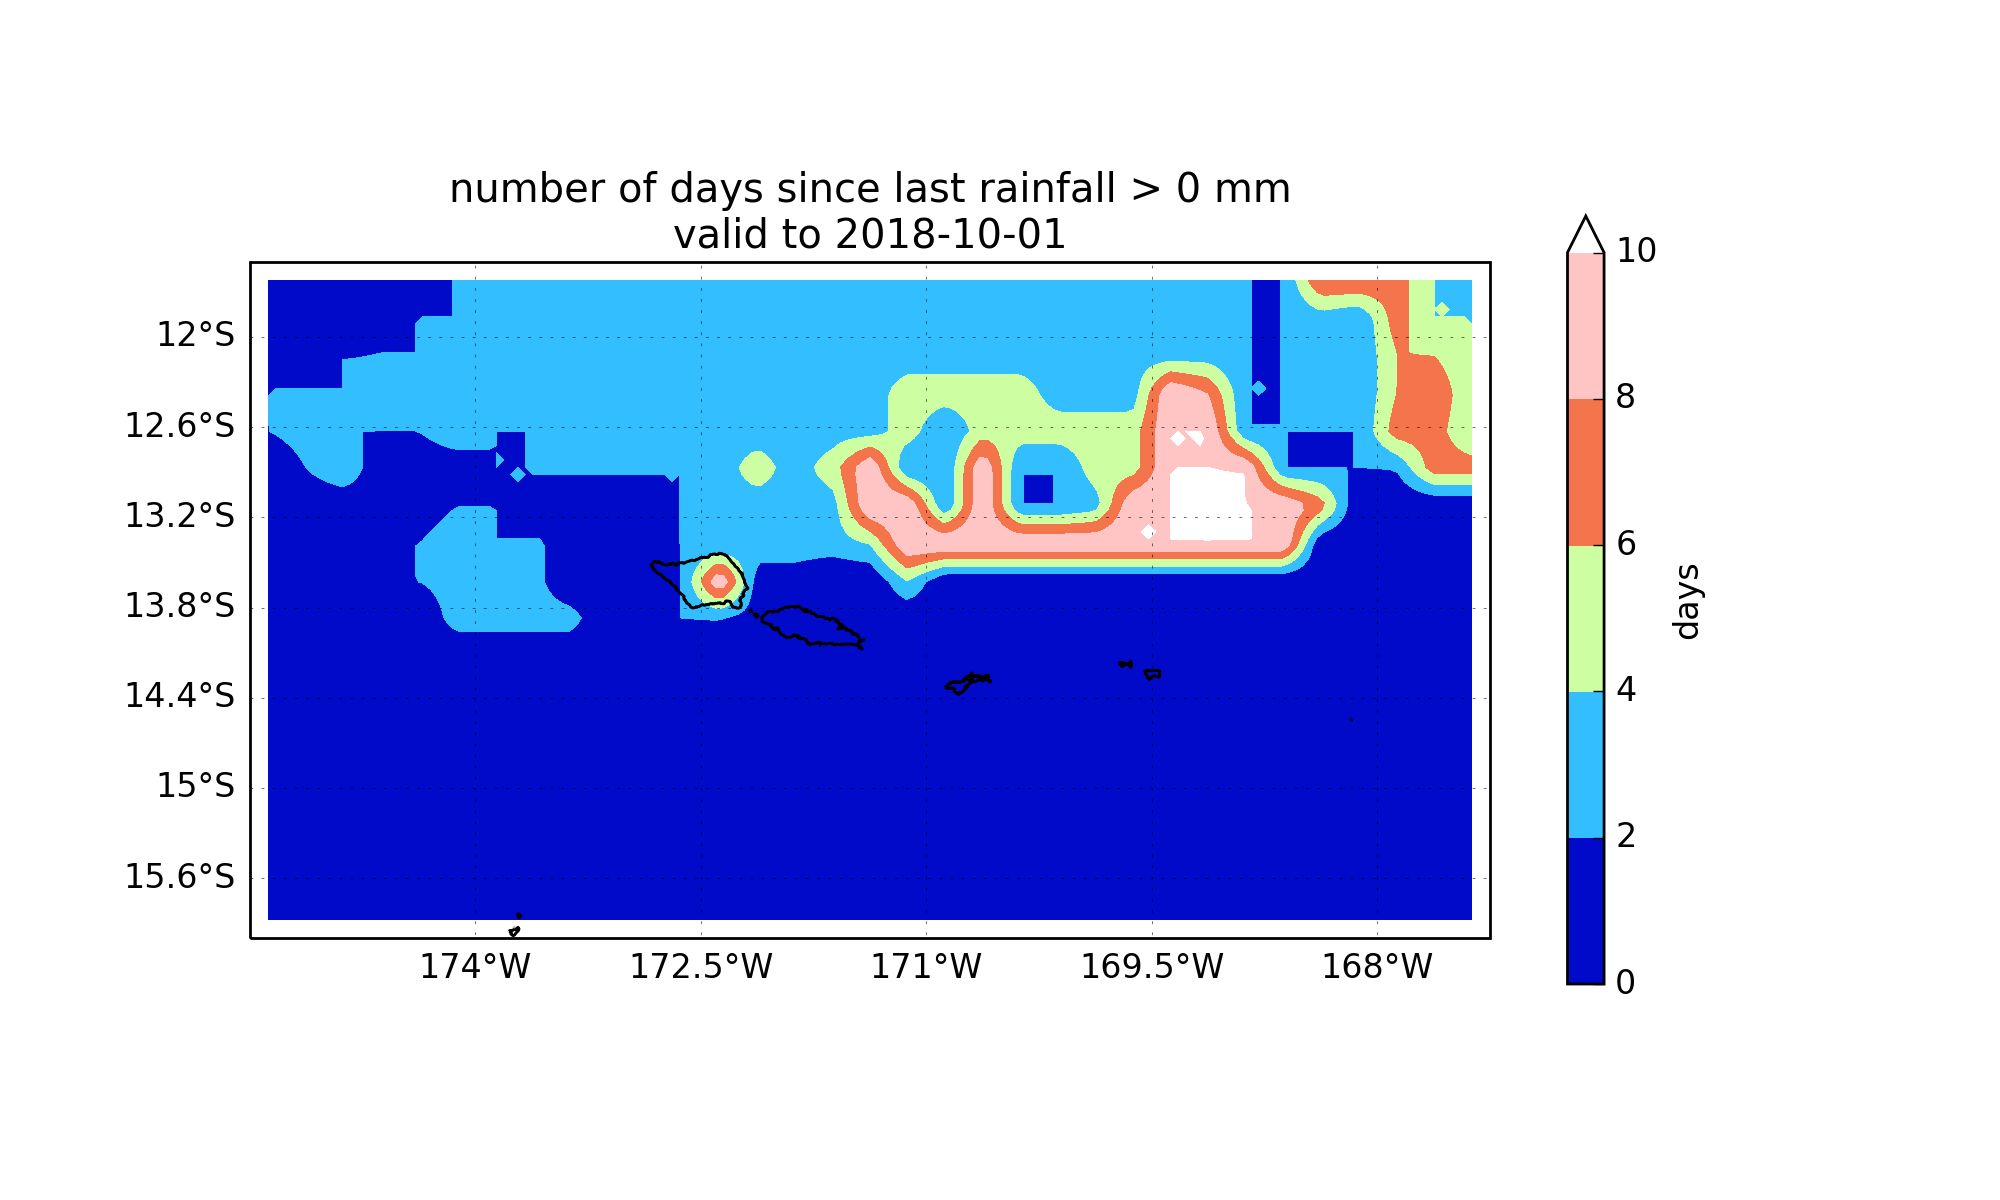 number of days since last rainfall > 0 mm
valid to 2018-10-01
12°S
12.6°S
13.2°S
13.8°S
14.4°S
15°S
15.6°S
174°W
172.5°W
171°W
169.5°W
168°W
10
8
6
4
2
0
days